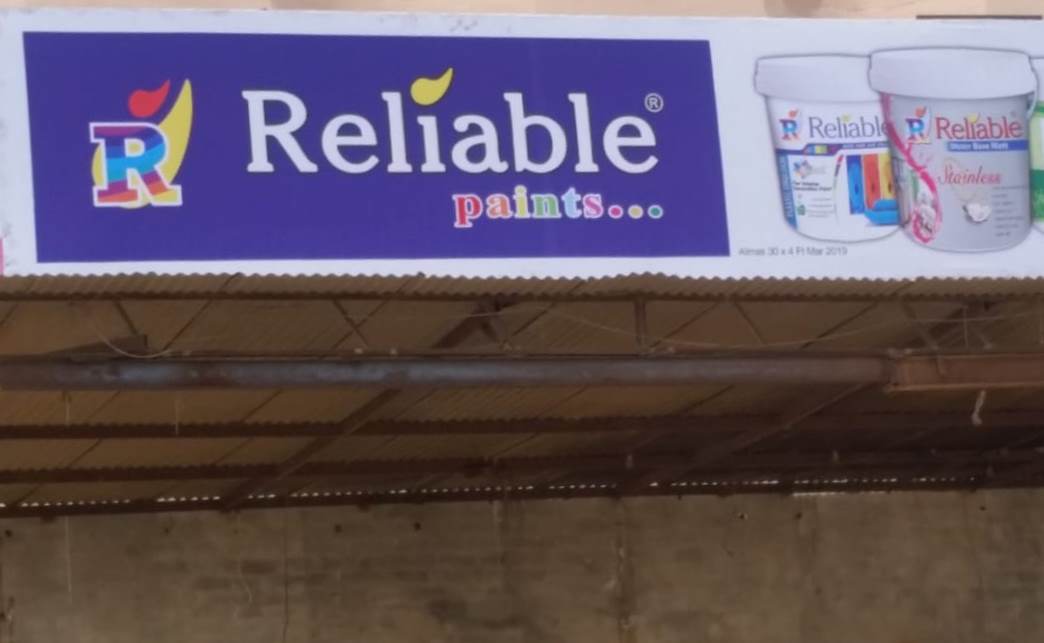 R
Reliable®
paints...
Almas 30 x 4 Ft Mar 2019
R Reliable
R Reliable
Water Base Matt
Stainless